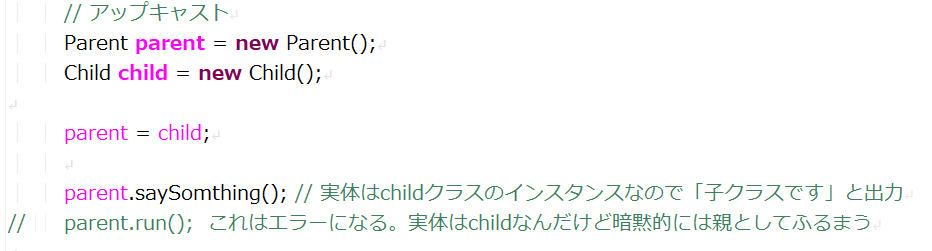 // アップキャスト
Parent parent = new Parent();
Child child = new Child();
parent = child;
parent.saySomthing(); // 実体はchildクラスのインスタンスなので「子クラスです」と出力
// parent.run(); これはエラーになる。実体はchildなんだけど暗黙的には親としてふるまう